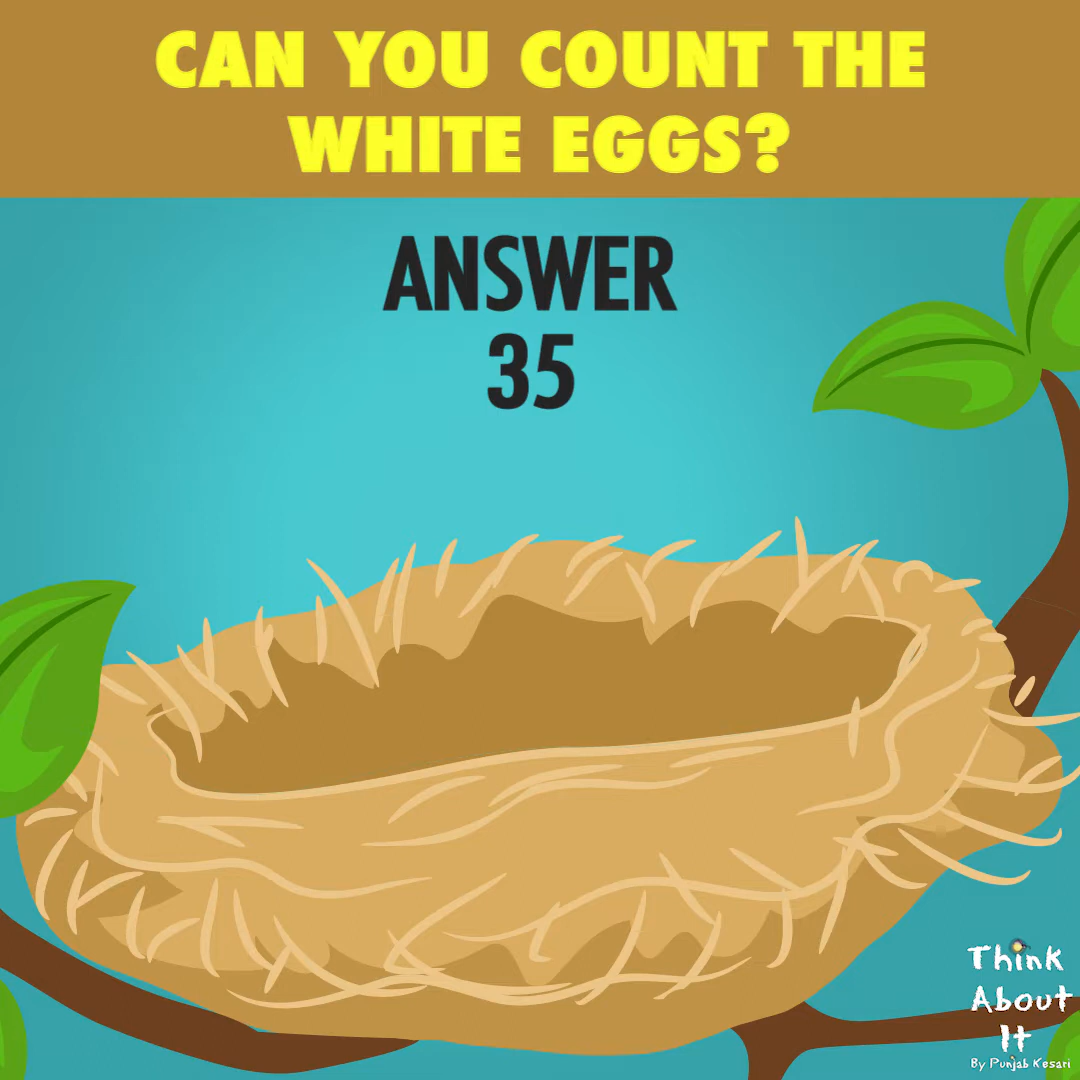 CAN YOU COUNT THE
WHITE EGGS?
ANSWER
35
Think
About
It
By Punjab Kesari